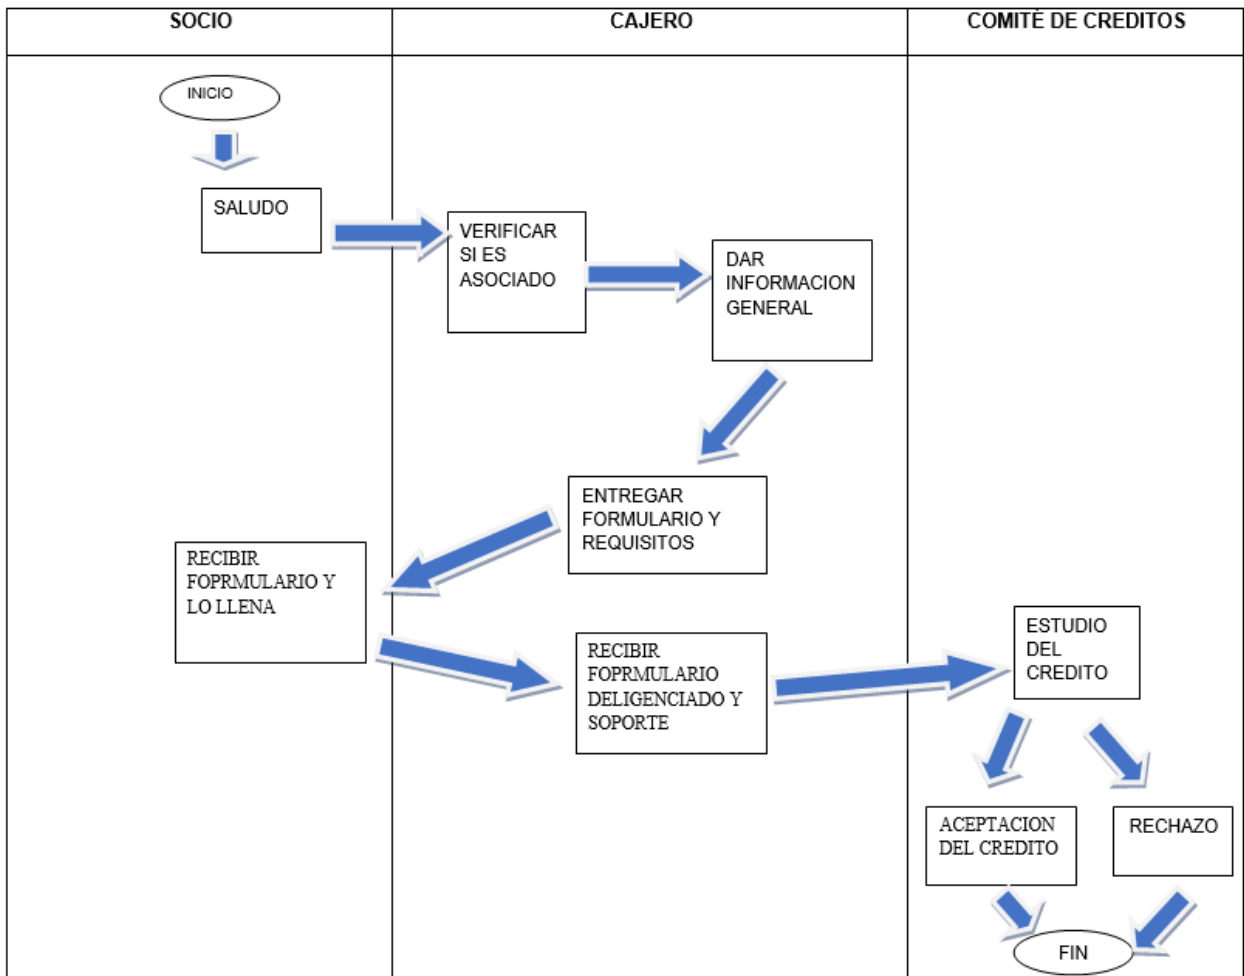 SOCIO
CAJERO
COMITÉ DE CREDITOS
INICIO
SALUDO
VERIFICAR
SI ES
ASOCIADO
DAR
INFORMACION
GENERAL
ENTREGAR
FORMULARIO Y
REQUISITOS
RECIBIR
FOPRMULARIO Y
LO LLENA
RECIBIR
FOPRMULARIO
DELIGENCIADO Y
SOPORTE
ESTUDIO
DEL
CREDITO
ACEPTACION
DEL CREDITO
RECHAZO
FIN